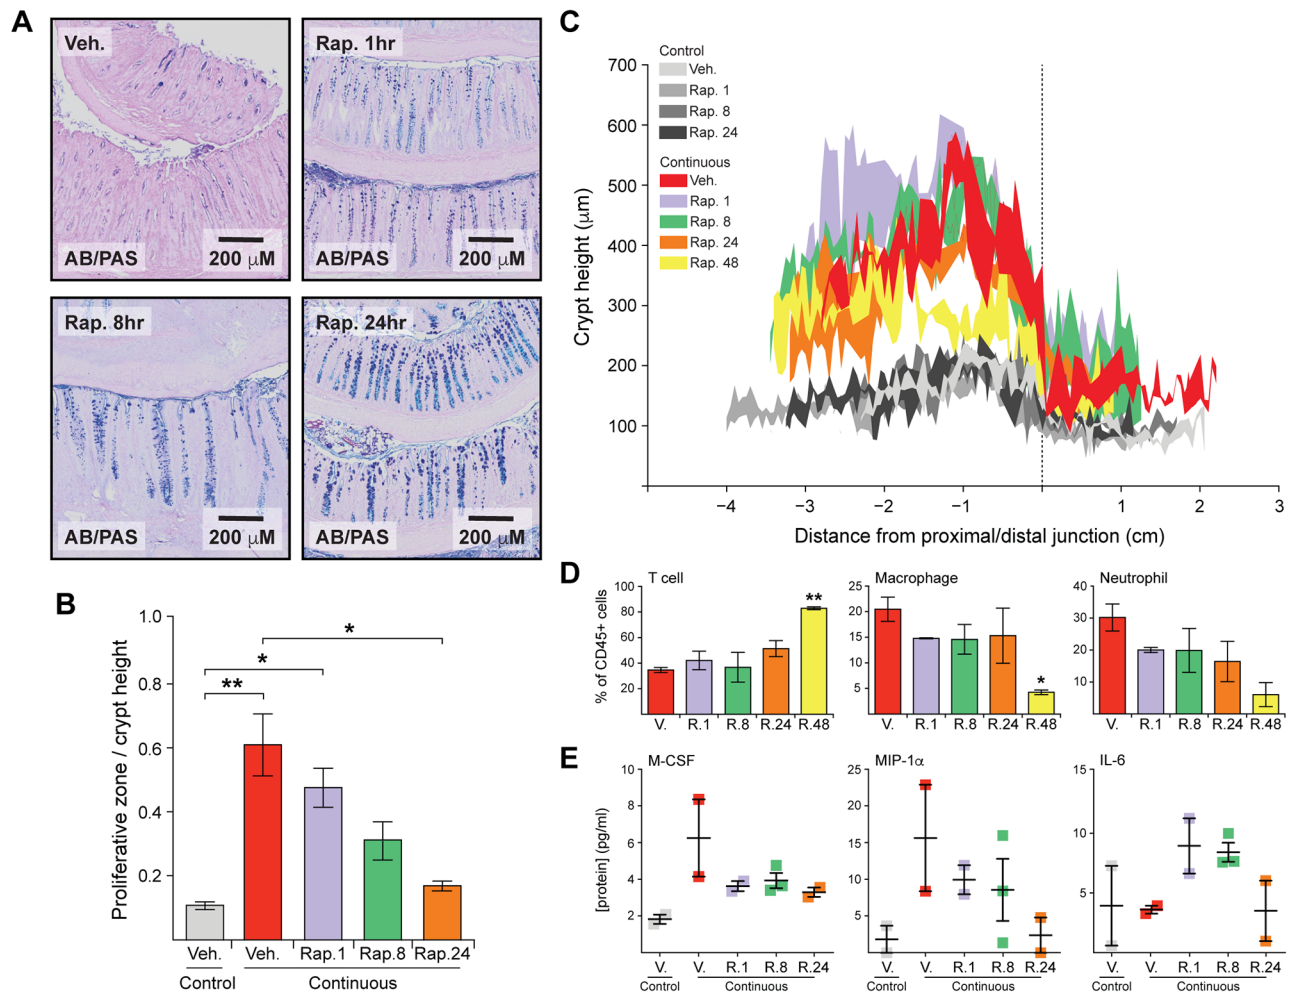 A
Veh.
AB/PAS
200 μM
Rap. 1hr
AB/PAS
200 μM
Rap. 8hr
AB/PAS
200 μM
Rap. 24hr
AB/PAS
200 μM
B
Proliferative zone / crypt height
1.0
0.8
0.6
0.4
0.2
*
*
**
Veh. Veh. Rap.1 Rap.8 Rap.24
Control Continuous
C
Crypt height (μm)
700
600
500
400
300
200
100
Control
Veh.
Rap. 1
Rap. 8
Rap. 24
Continuous
Veh.
Rap. 1
Rap. 8
Rap. 24
Rap. 48
−4 −3 −2 −1 1 2 3
Distance from proximal/distal junction (cm)
D
% of CD45+ cells
T cell
100
80
60
40
20
**
V. R.1 R.8 R.24 R.48
Macrophage
25
20
15
10
5
*
V. R.1 R.8 R.24 R.48
Neutrophil
40
30
20
10
V. R.1 R.8 R.24 R.48
E
[protein] (pg/ml)
M-CSF
10
8
6
4
2
V. V. R.1 R.8 R.24
Control Continuous
MIP-1α
25
20
15
10
5
V. V. R.1 R.8 R.24
Control Continuous
IL-6
15
10
5
V. V. R.1 R.8 R.24
Control Continuous